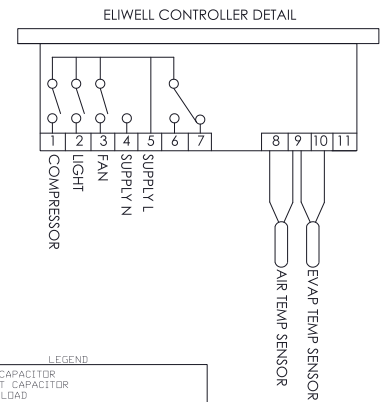 ELIWELL CONTROLLER DETAIL
1 2 3 4 5 6 7 8 9 10 11
COMPRESSOR
LIGHT
FAN
SUPPLY N
SUPPLY L
AIR TEMP SENSOR
EVAP TEMP SENSOR
LEGEND
CAPACITOR
T CAPACITOR
LOAD